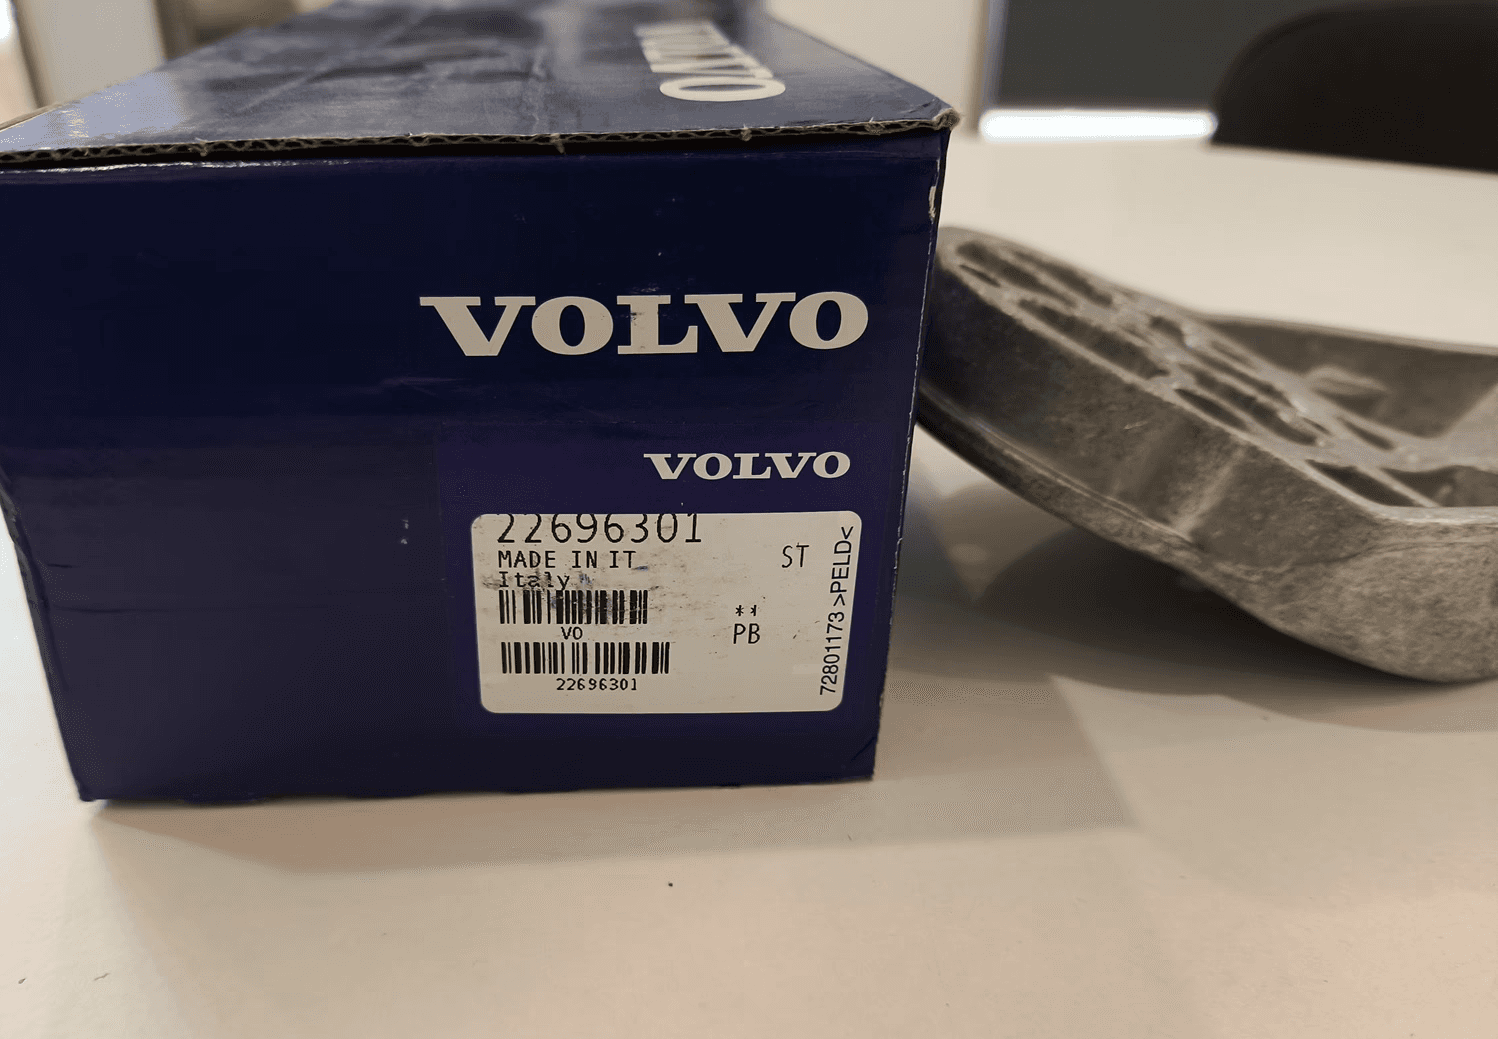 VOLVO
VOLVO
VOLVO
22696301
MADE IN IT
ST
Italy
**
VO
PB
22696301
72801173 >PELD<